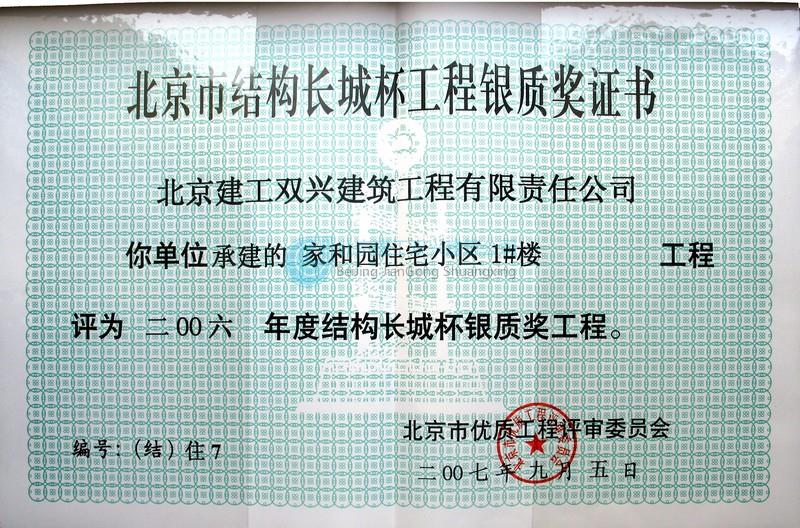 北京市结构长城杯工程银质奖证书
北京建工双兴建筑工程有限责任公司
你单位承建的 家和园住宅小区 1#楼 工程
Beijing JianGong Shuangxing
评为 二00六 年度结构长城杯银质奖工程。
北京市优质工程评审委员会
编号:(结)住7
二00七年九月五日